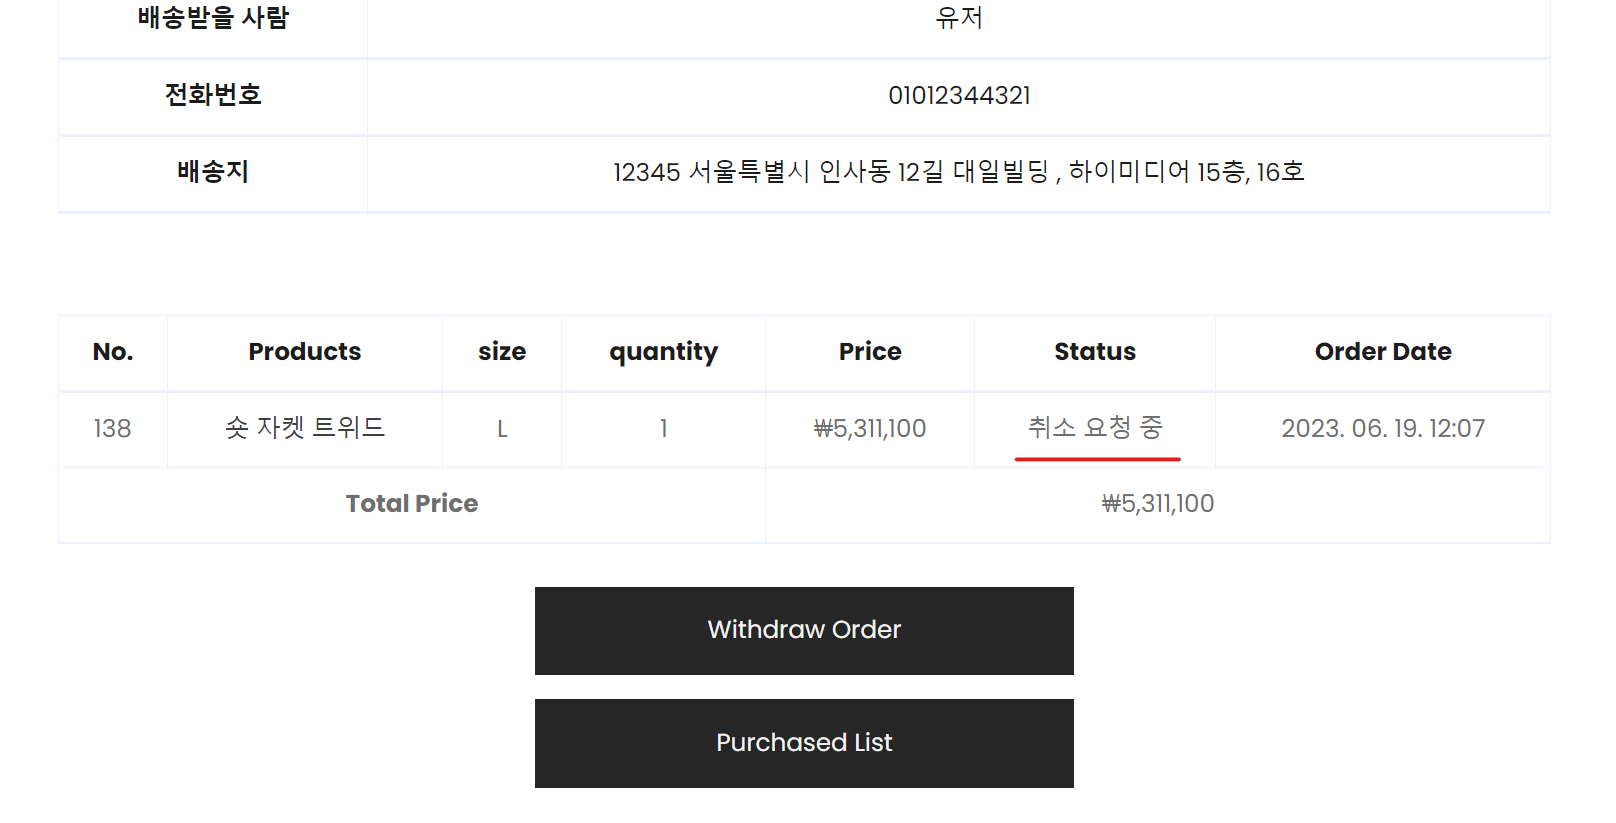 배송받을 사람 유저
전화번호 01012344321
배송지 12345 서울특별시 인사동 12길 대일빌딩 , 하이미디어 15층, 16호
No. Products size quantity Price Status Order Date
138 숏 자켓 트위드 L 1 ₩5,311,100 취소 요청 중 2023. 06. 19. 12:07
Total Price ₩5,311,100
Withdraw Order
Purchased List